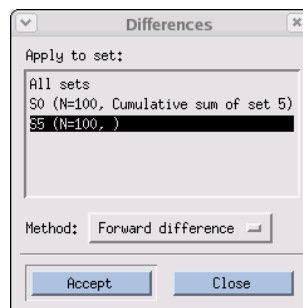 Differences
Apply to set:
All sets
S0 (N=100, Cumulative sum of set 5)
S5 (N=100, )
Method: Forward difference
Accept Close